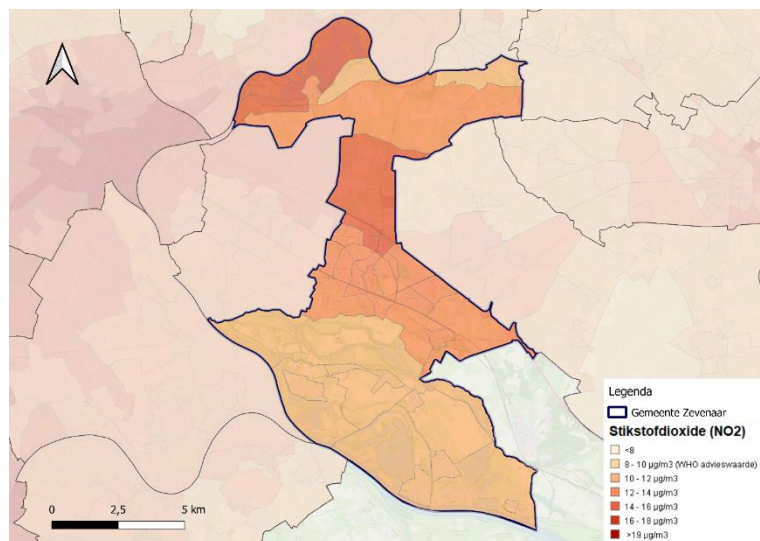 Legenda
Gemeente Zevenaar
Stikstofdioxide (NO2)
<8
8 - 10 µg/m3 (WHO advieswaarde)
10 - 12 µg/m3
12 - 14 µg/m3
14 - 16 µg/m3
16 - 18 µg/m3
>19 µg/m3
0 2,5 5 km